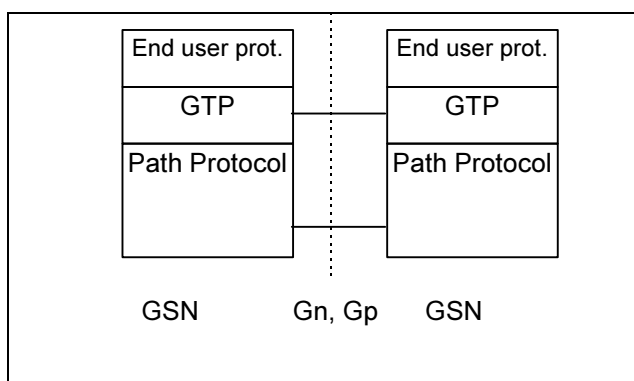 End user prot. End user prot.
GTP GTP
Path Protocol Path Protocol
GSN Gn, Gp GSN